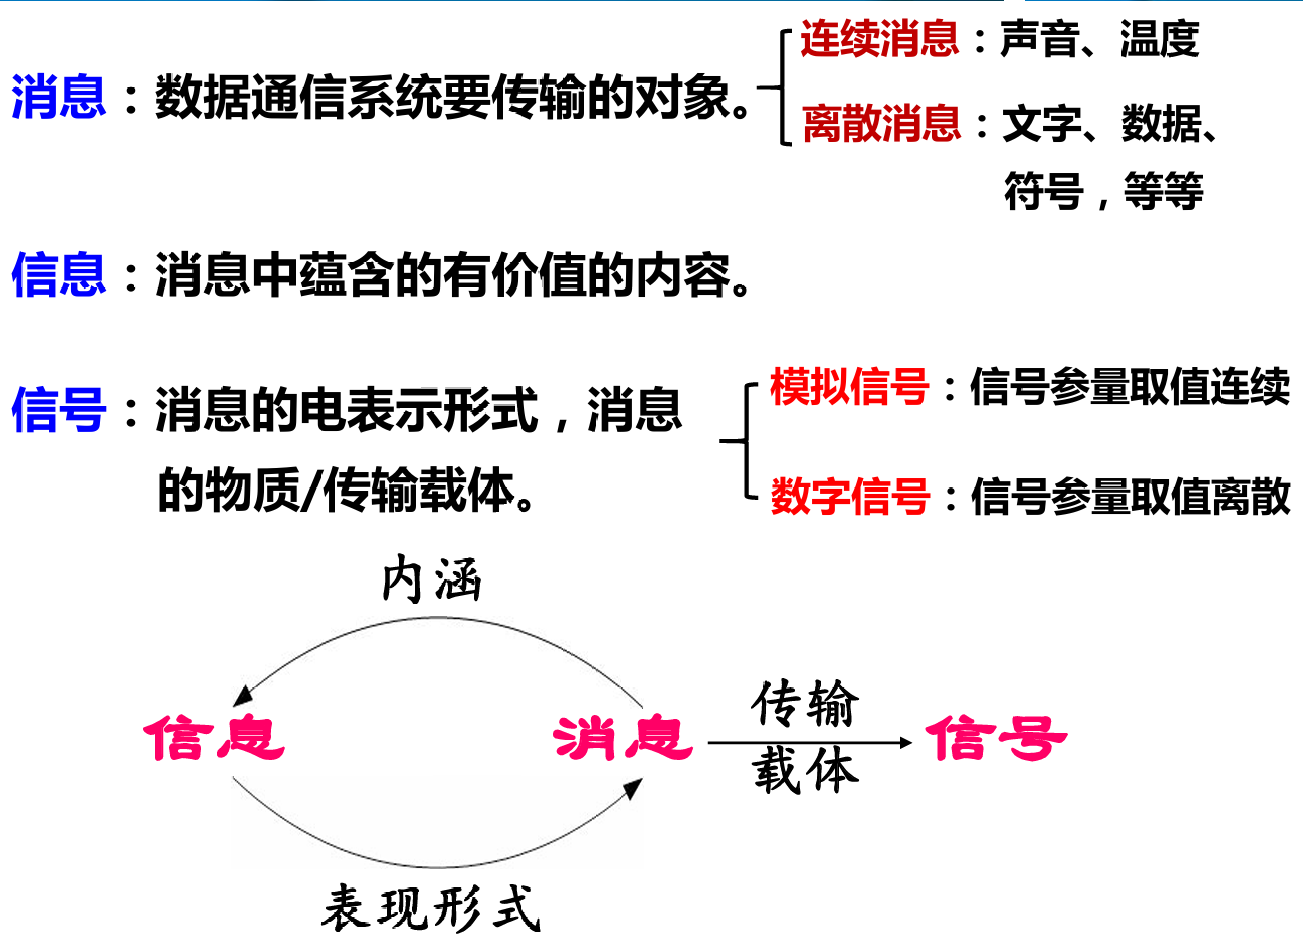 连续消息：声音、温度
消息：数据通信系统要传输的对象。
离散消息：文字、数据、
符号，等等
信息：消息中蕴含的有价值的内容。
模拟信号：信号参量取值连续
信号：消息的电表示形式，消息
的物质/传输载体。
数字信号：信号参量取值离散
内涵
传输
信息
消息
信号
载体
表现形式